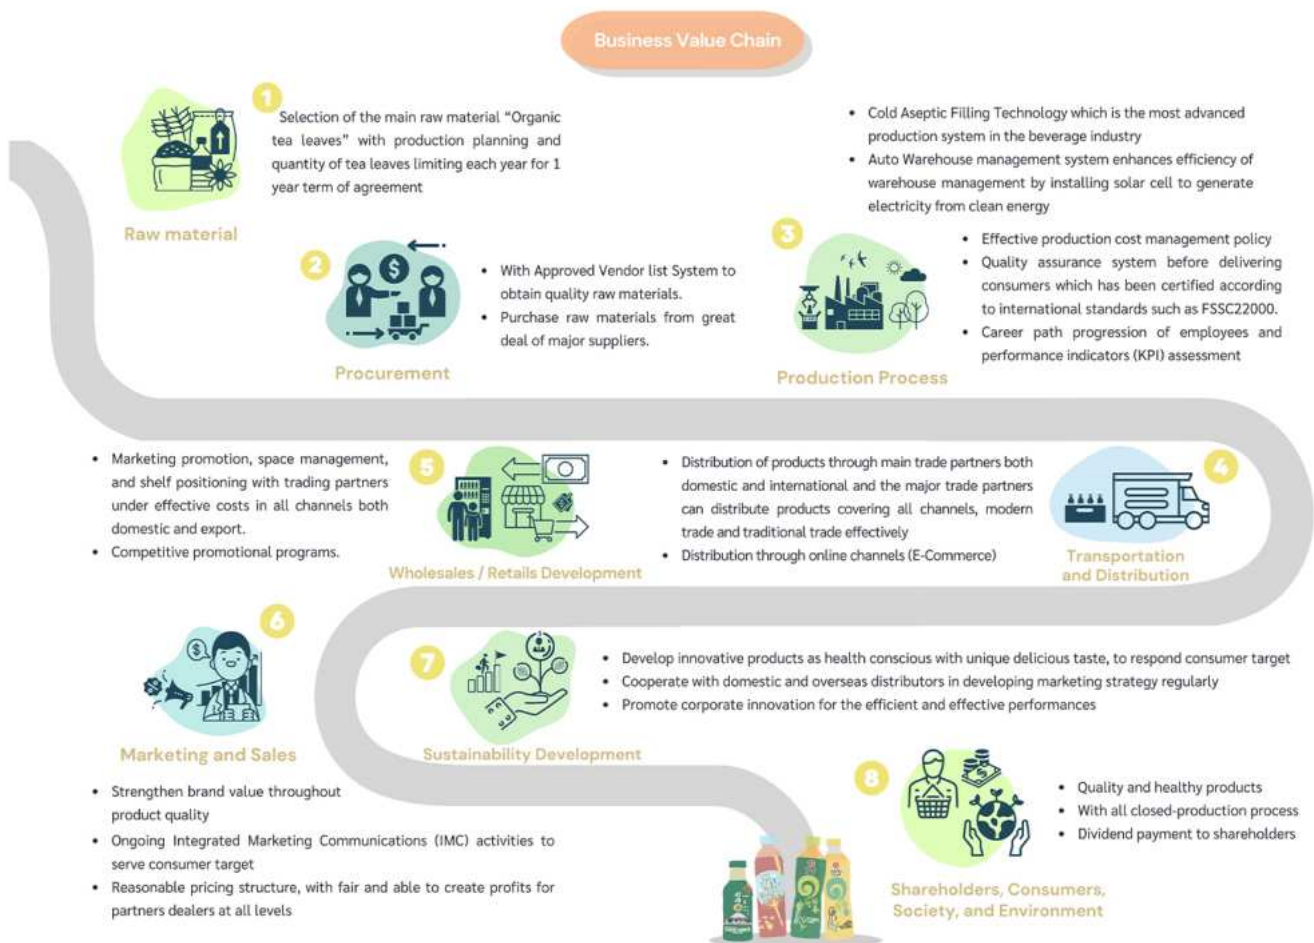 Business Value Chain
1
Selection of the main raw material “Organic
tea leaves” with production planning and
quantity of tea leaves limiting each year for 1
year term of agreement
Raw material
2
• With Approved Vendor list System to
obtain quality raw materials.
• Purchase raw materials from great
deal of major suppliers.
Procurement
• Cold Aseptic Filling Technology which is the most advanced
production system in the beverage industry
• Auto Warehouse management system enhances efficiency of
warehouse management by installing solar cell to generate
electricity from clean energy
3
• Effective production cost management policy
• Quality assurance system before delivering
consumers which has been certified according
to international standards such as FSSC22000.
• Career path progression of employees and
performance indicators (KPI) assessment
Production Process
4
• Distribution of products through main trade partners both
domestic and international and the major trade partners
can distribute products covering all channels, modern
trade and traditional trade effectively
• Distribution through online channels (E-Commerce)
Transportation
and Distribution
5
• Marketing promotion, space management,
and shelf positioning with trading partners
under effective costs in all channels both
domestic and export.
• Competitive promotional programs.
Wholesales / Retails Development
6
Marketing and Sales
• Strengthen brand value throughout
product quality
• Ongoing Integrated Marketing Communications (IMC) activities to
serve consumer target
• Reasonable pricing structure, with fair and able to create profits for
partners dealers at all levels
7
• Develop innovative products as health conscious with unique delicious taste, to respond consumer target
• Cooperate with domestic and overseas distributors in developing marketing strategy regularly
• Promote corporate innovation for the efficient and effective performances
Sustainability Development
8
• Quality and healthy products
• With all closed-production process
• Dividend payment to shareholders
Shareholders, Consumers,
Society, and Environment